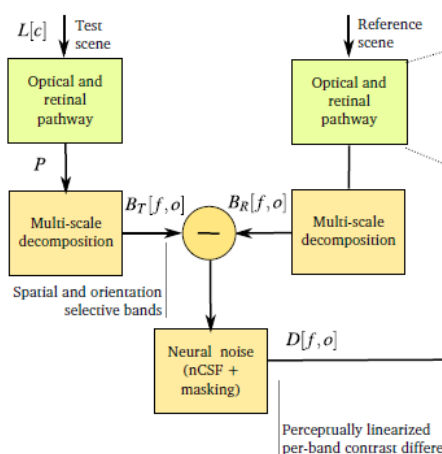 L[c]
Test
scene
Reference
scene
Optical and
retinal
pathway
Optical and
retinal
pathway
P
B_T[f,o]
B_R[f,o]
Multi-scale
decomposition
−
Multi-scale
decomposition
Spatial and orientation
selective bands
Neural noise
(nCSF +
masking)
D[f,o]
Perceptually linearized
per-band contrast differe